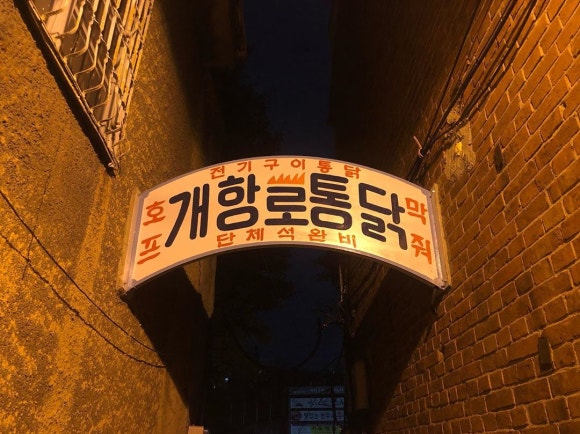 전기구이통닭
호프
개항로통닭
막줘
단체석완비